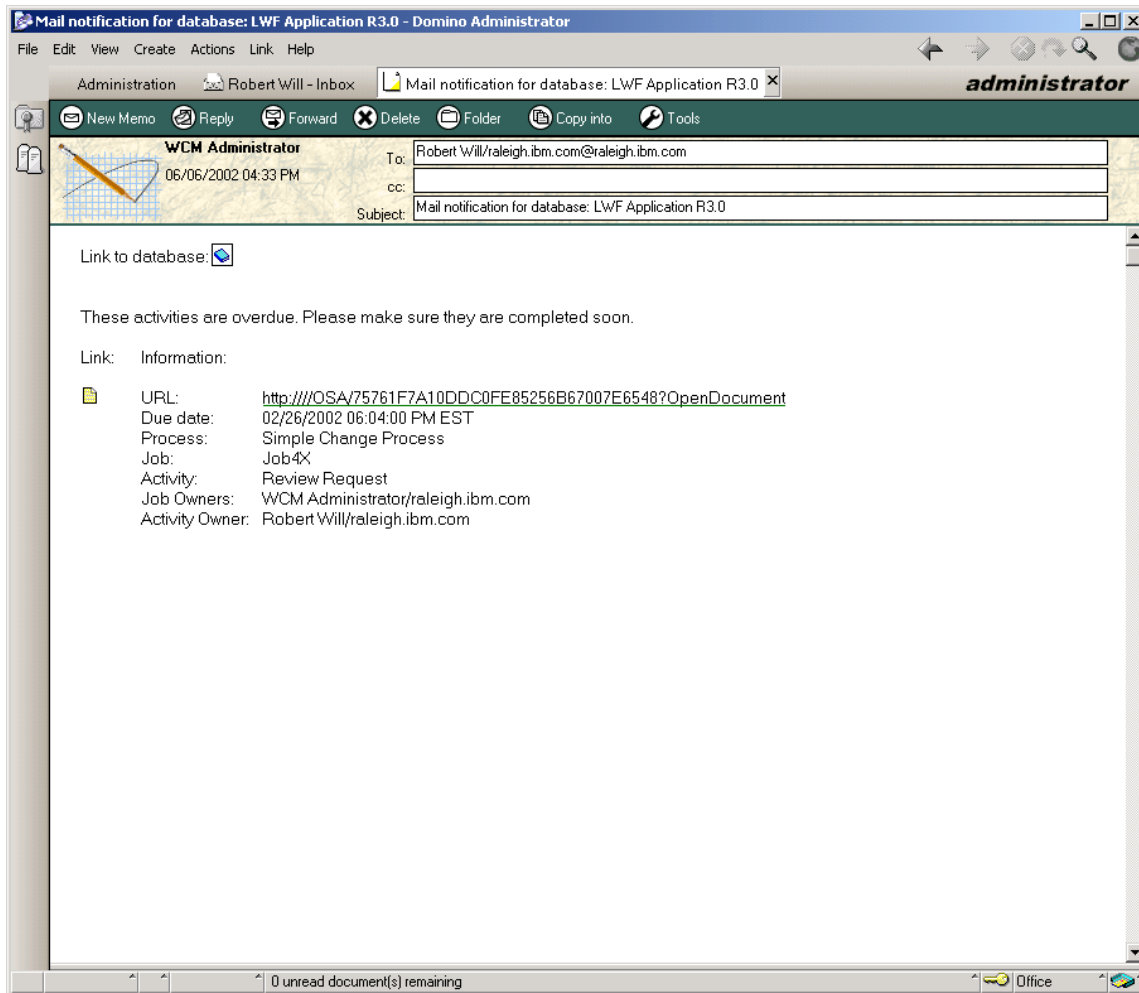 Mail notification for database: LWF Application R3.0 - Domino Administrator
File Edit View Create Actions Link Help
Administration Robert Will - Inbox Mail notification for database: LWF Application R3.0 administrator
New Memo Reply Forward Delete Folder Copy into Tools
WCM Administrator
06/06/2002 04:33 PM
To: Robert Will/raleigh.ibm.com@raleigh.ibm.com
cc:
Subject: Mail notification for database: LWF Application R3.0
Link to database:
These activities are overdue. Please make sure they are completed soon.
Link: Information:
URL: http:////OSA/75761F7A10DDC0FE85256B67007E6548?OpenDocument
Due date: 02/26/2002 06:04:00 PM EST
Process: Simple Change Process
Job: Job4X
Activity: Review Request
Job Owners: WCM Administrator/raleigh.ibm.com
Activity Owner: Robert Will/raleigh.ibm.com
0 unread document(s) remaining Office